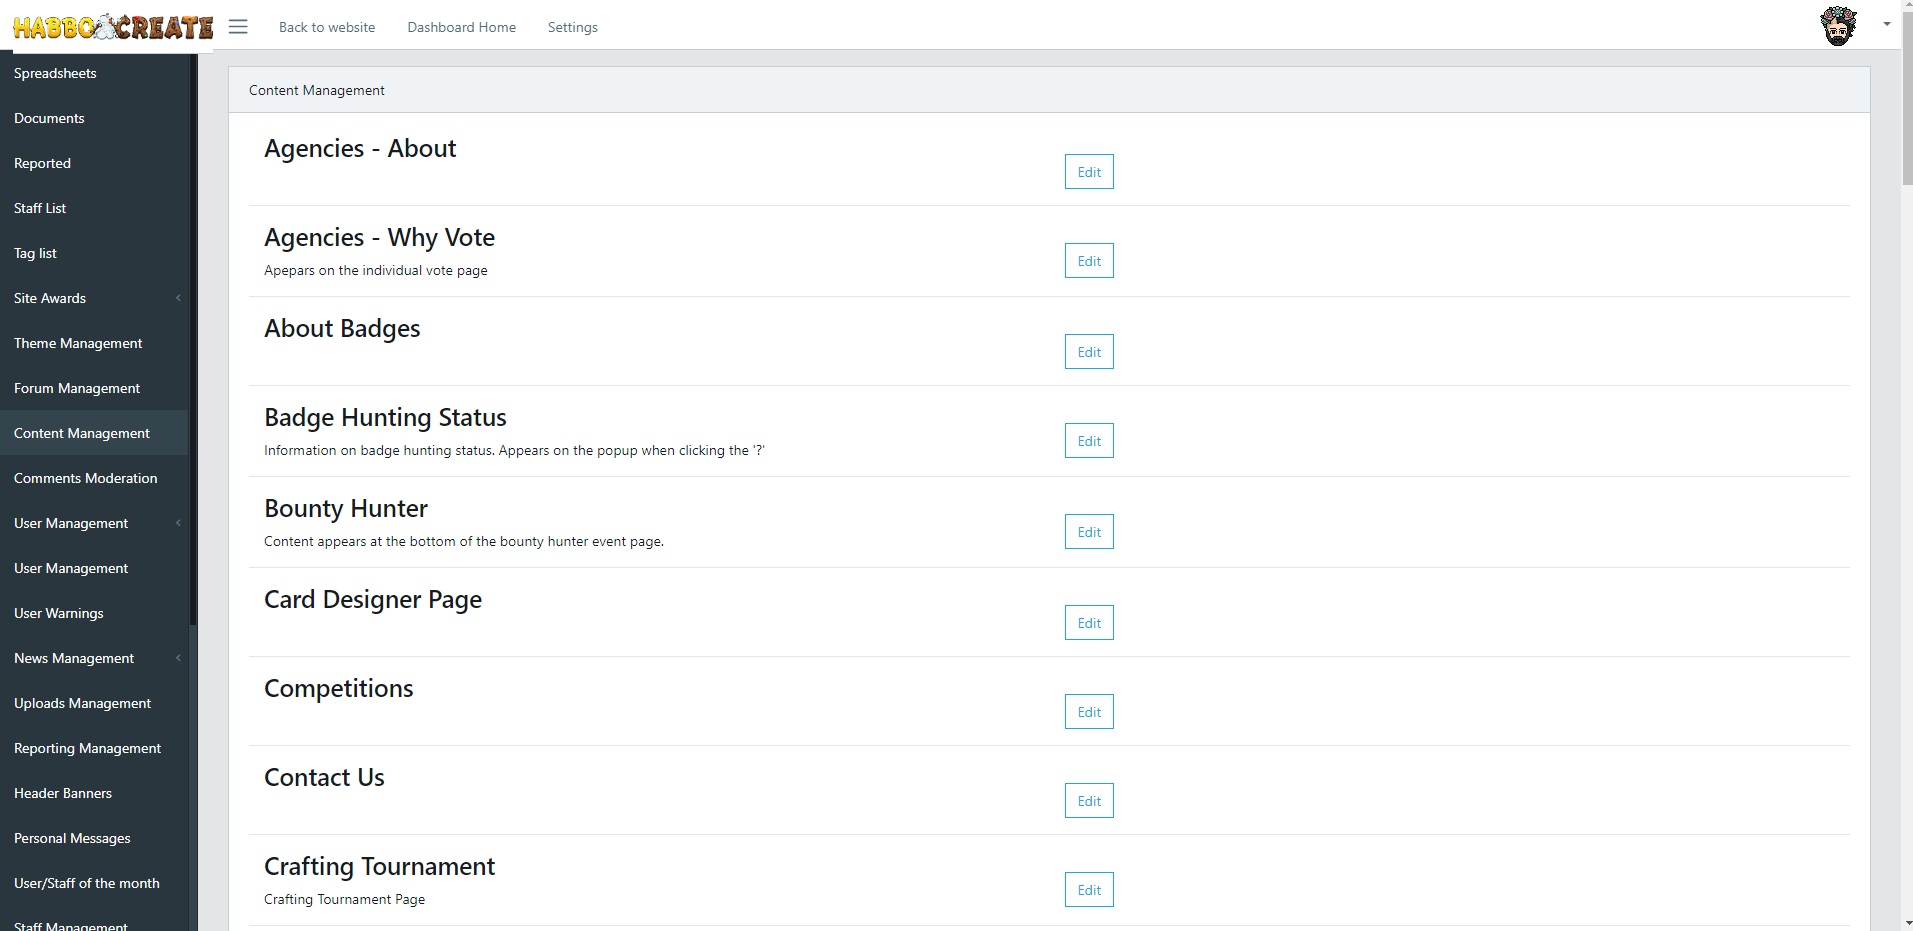 HABBO CREATE
Back to website
Dashboard Home
Settings
Spreadsheets
Documents
Reported
Staff List
Tag list
Site Awards
Theme Management
Forum Management
Content Management
Comments Moderation
User Management
User Management
User Warnings
News Management
Uploads Management
Reporting Management
Header Banners
Personal Messages
User/Staff of the month
Staff Management
Content Management
Agencies - About
Edit
Agencies - Why Vote
Apepars on the individual vote page
Edit
About Badges
Edit
Badge Hunting Status
Information on badge hunting status. Appears on the popup when clicking the '?'
Edit
Bounty Hunter
Content appears at the bottom of the bounty hunter event page.
Edit
Card Designer Page
Edit
Competitions
Edit
Contact Us
Edit
Crafting Tournament
Crafting Tournament Page
Edit